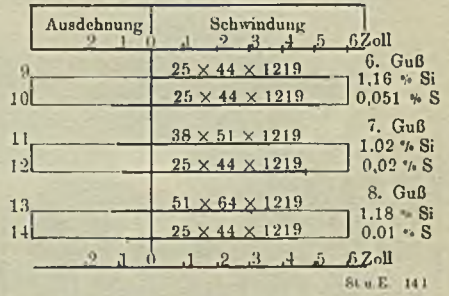 Ausdehnung Schwindung
,2 ,1 0 ,1 ,2 ,3 ,4 ,5 ,6 Zoll
6. Guß
9 25 × 44 × 1219 1,16 % Si
10 25 × 44 × 1219 0,051 % S
7. Guß
11 38 × 51 × 1219 1.02 % Si
12 25 × 44 × 1219 0,02 % S
8. Guß
13 51 × 64 × 1219 1.18 % Si
14 25 × 44 × 1219 0.01 % S
,2 ,1 0 ,1 ,2 ,3 ,4 ,5 ,6 Zoll
St u. E. 141